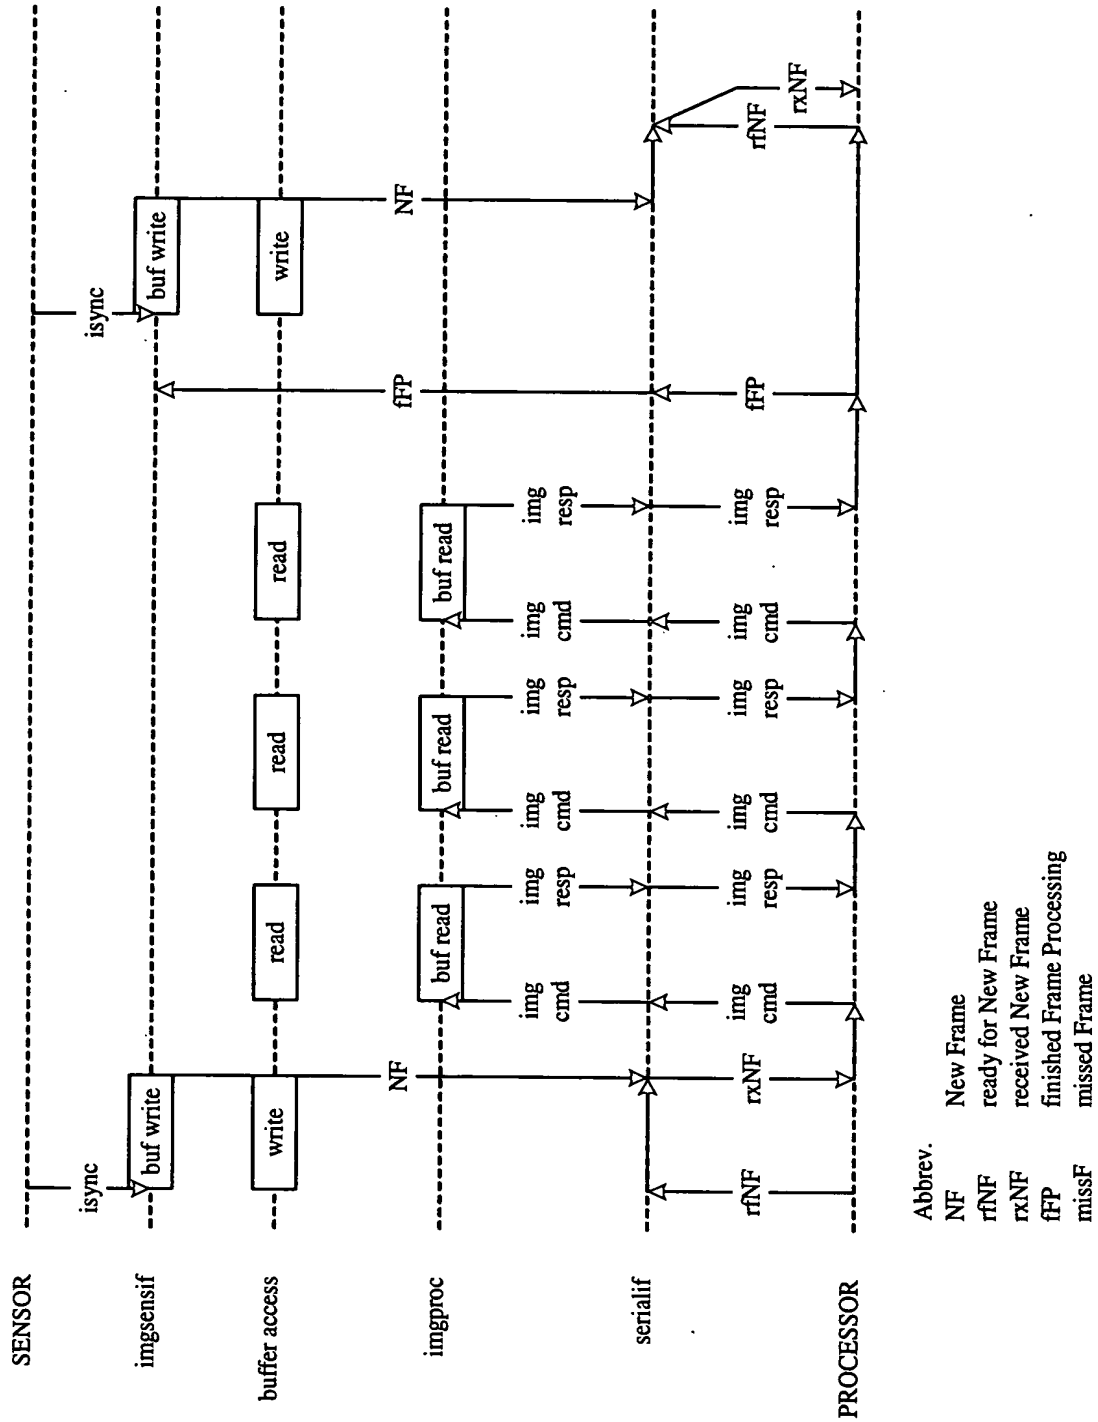 SENSOR
isync isync
imgsensif buf write buf write
buffer access write read read read write
NF fFP NF
imgproc buf read buf read buf read
img img img img img img
cmd resp cmd resp cmd resp
serialif
img img img img img img
rfNF rxNF fFP rfNF
cmd resp cmd resp cmd resp
rxNF
PROCESSOR
Abbrev.
NF New Frame
rfNF ready for New Frame
rxNF received New Frame
fFP finished Frame Processing
missF missed Frame